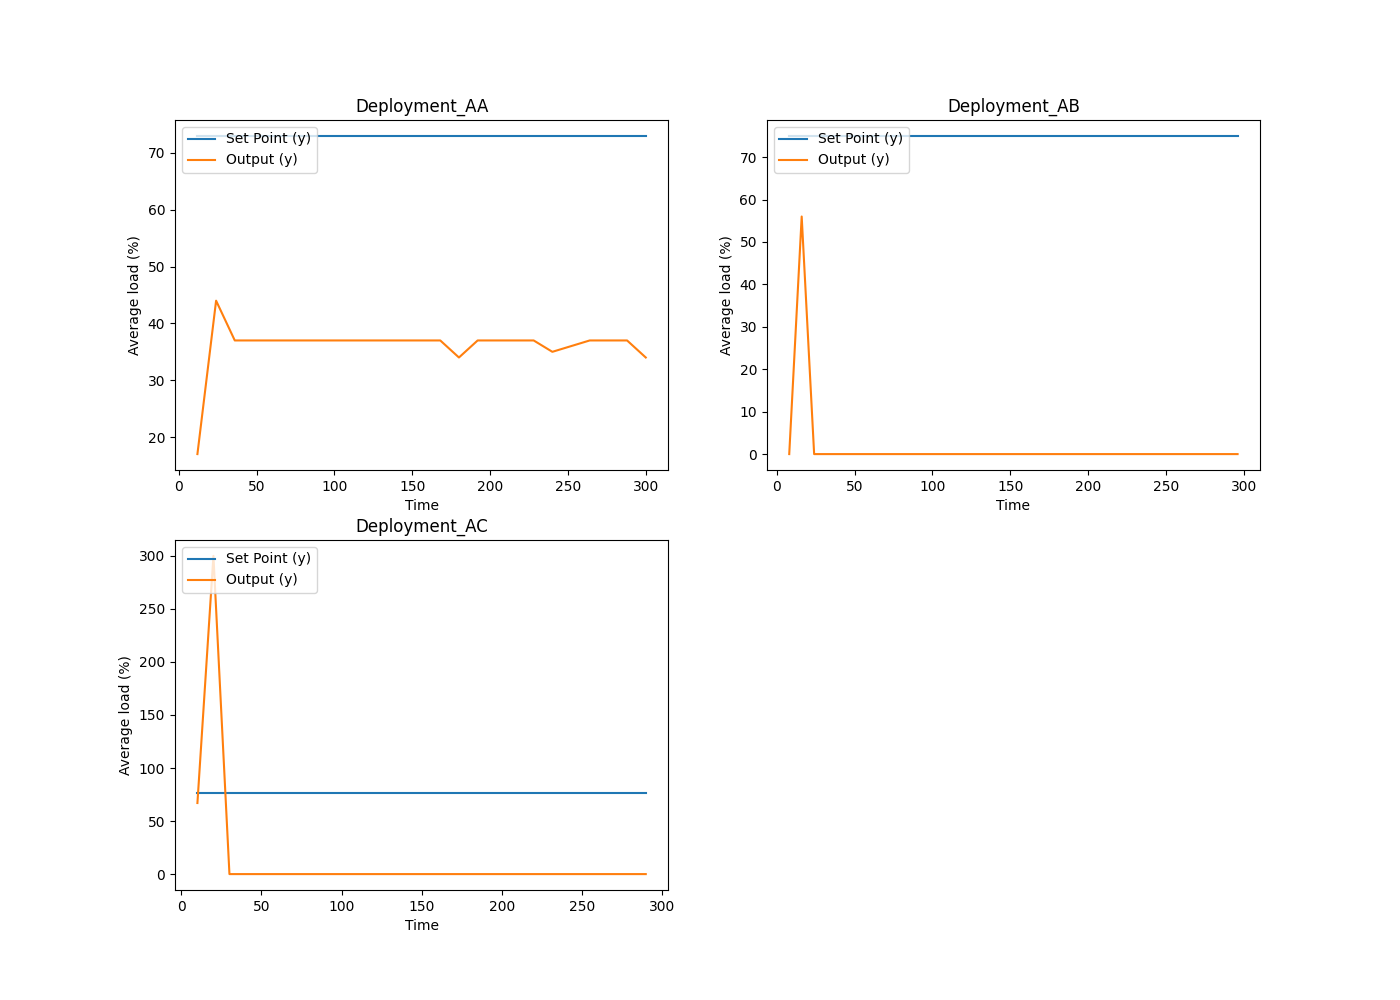 Deployment_AA
Set Point (y)
Output (y)
Average load (%)
70
60
50
40
30
20
0 50 100 150 200 250 300
Time
Deployment_AB
Set Point (y)
Output (y)
Average load (%)
70
60
50
40
30
20
10
0
0 50 100 150 200 250 300
Time
Deployment_AC
Set Point (y)
Output (y)
Average load (%)
300
250
200
150
100
50
0
0 50 100 150 200 250 300
Time